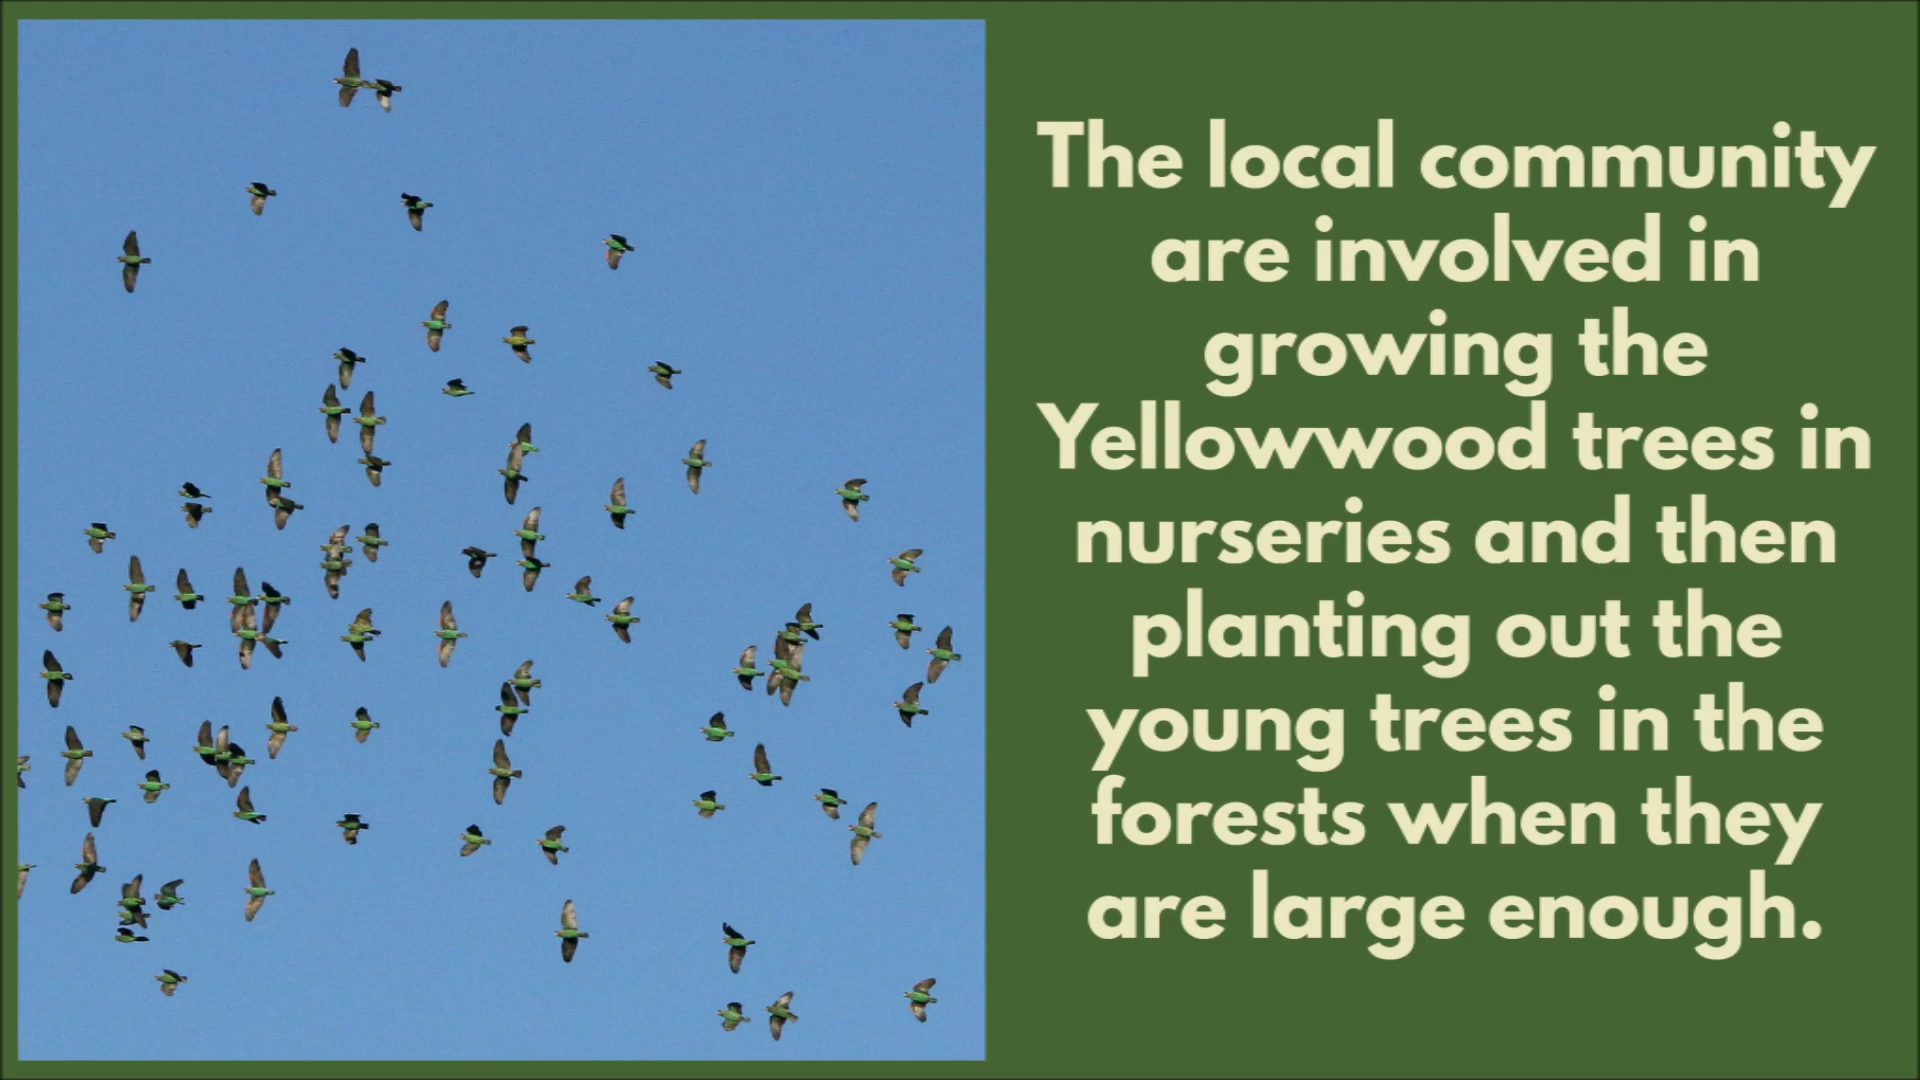 The local community
are involved in
growing the
Yellowwood trees in
nurseries and then
planting out the
young trees in the
forests when they
are large enough.